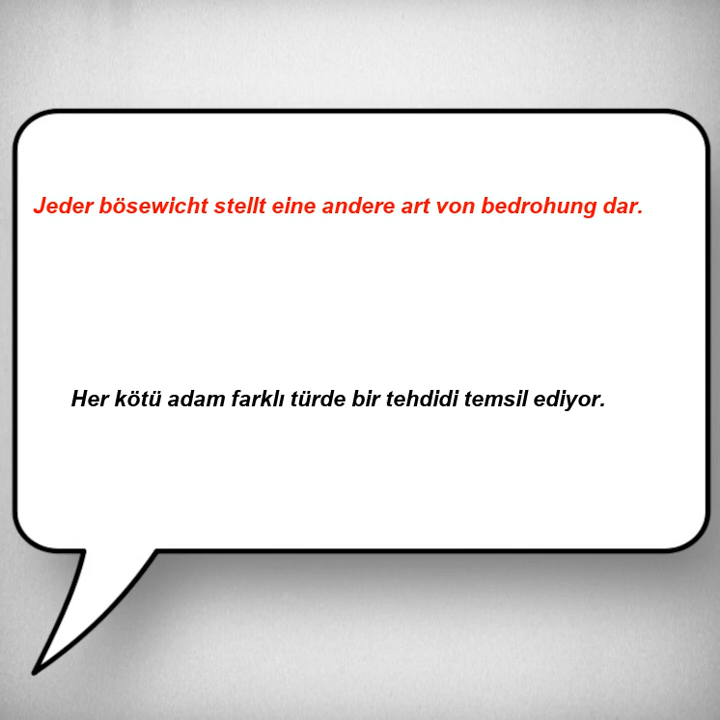 Jeder bösewicht stellt eine andere art von bedrohung dar.
Her kötü adam farklı türde bir tehdidi temsil ediyor.